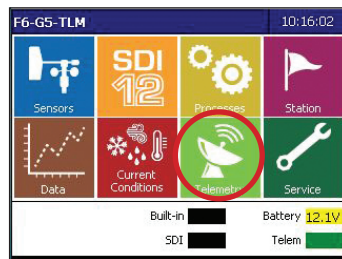 F6-G5-TLM 10:16:02
SDI
12
Sensors Processes Station
Data Current Conditions Telemetry Service
Built-in Battery 12.1V
SDI Telem